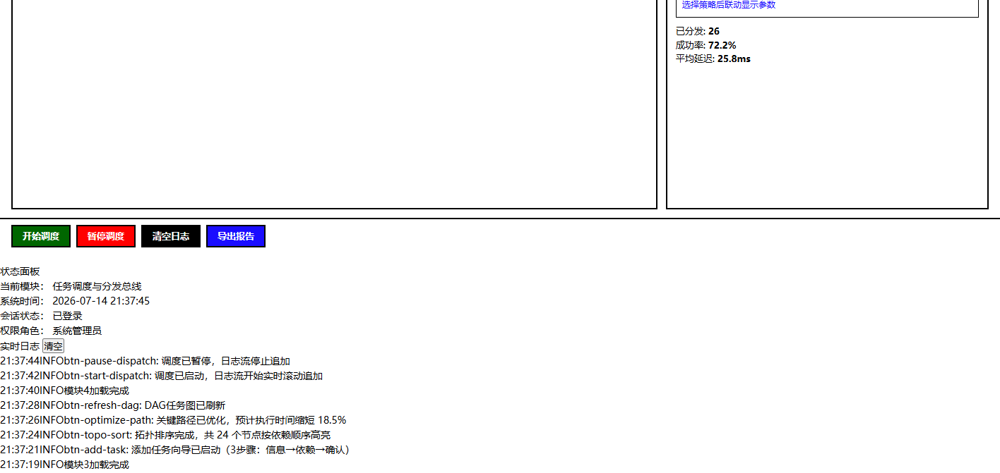 选择策略后联动显示参数
已分发: 26
成功率: 72.2%
平均延迟: 25.8ms
开始调度 暂停调度 清空日志 导出报告
状态面板
当前模块： 任务调度与分发总线
系统时间： 2026-07-14 21:37:45
会话状态： 已登录
权限角色： 系统管理员
实时日志 清空
21:37:44INFObtn-pause-dispatch: 调度已暂停，日志流停止追加
21:37:42INFObtn-start-dispatch: 调度已启动，日志流开始实时滚动追加
21:37:40INFO模块4加载完成
21:37:28INFObtn-refresh-dag: DAG任务图已刷新
21:37:26INFObtn-optimize-path: 关键路径已优化，预计执行时间缩短 18.5%
21:37:24INFObtn-topo-sort: 拓扑排序完成，共 24 个节点按依赖顺序高亮
21:37:21INFObtn-add-task: 添加任务向导已启动（3步骤：信息→依赖→确认）
21:37:19INFO模块3加载完成